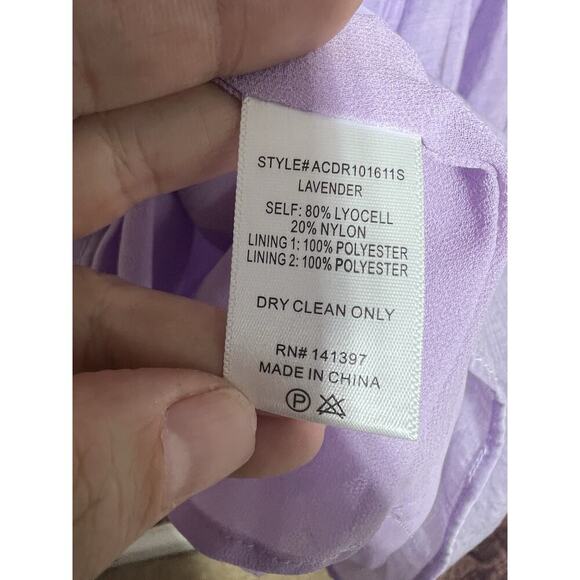 STYLE# ACDR101611S
LAVENDER
SELF: 80% LYOCELL
20% NYLON
LINING 1: 100% POLYESTER
LINING 2: 100% POLYESTER
DRY CLEAN ONLY
RN# 141397
MADE IN CHINA
P